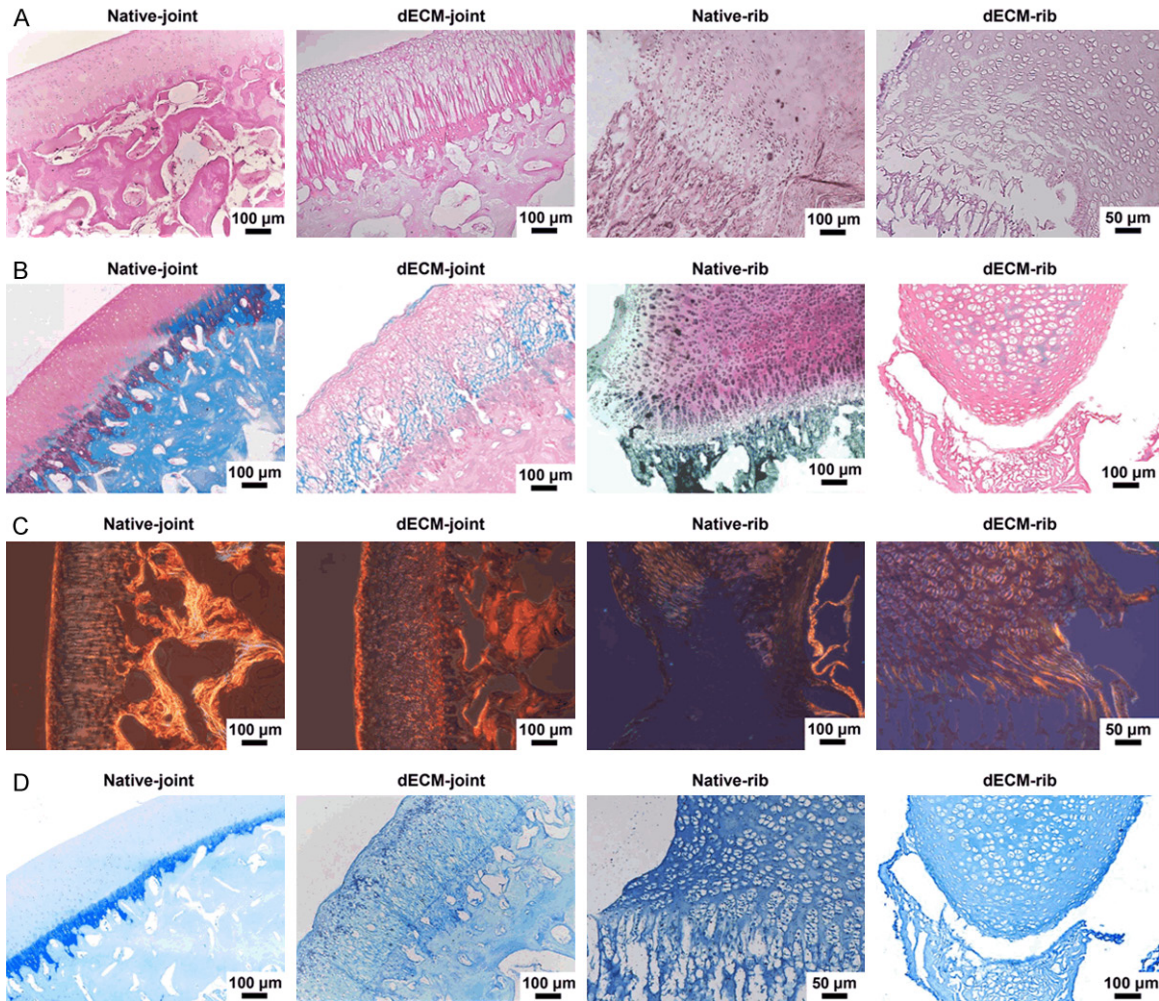 A
Native-joint dECM-joint Native-rib dECM-rib
100 µm 100 µm 100 µm 50 µm
B
Native-joint dECM-joint Native-rib dECM-rib
100 µm 100 µm 100 µm 100 µm
C
Native-joint dECM-joint Native-rib dECM-rib
100 µm 100 µm 100 µm 50 µm
D
Native-joint dECM-joint Native-rib dECM-rib
100 µm 100 µm 50 µm 100 µm